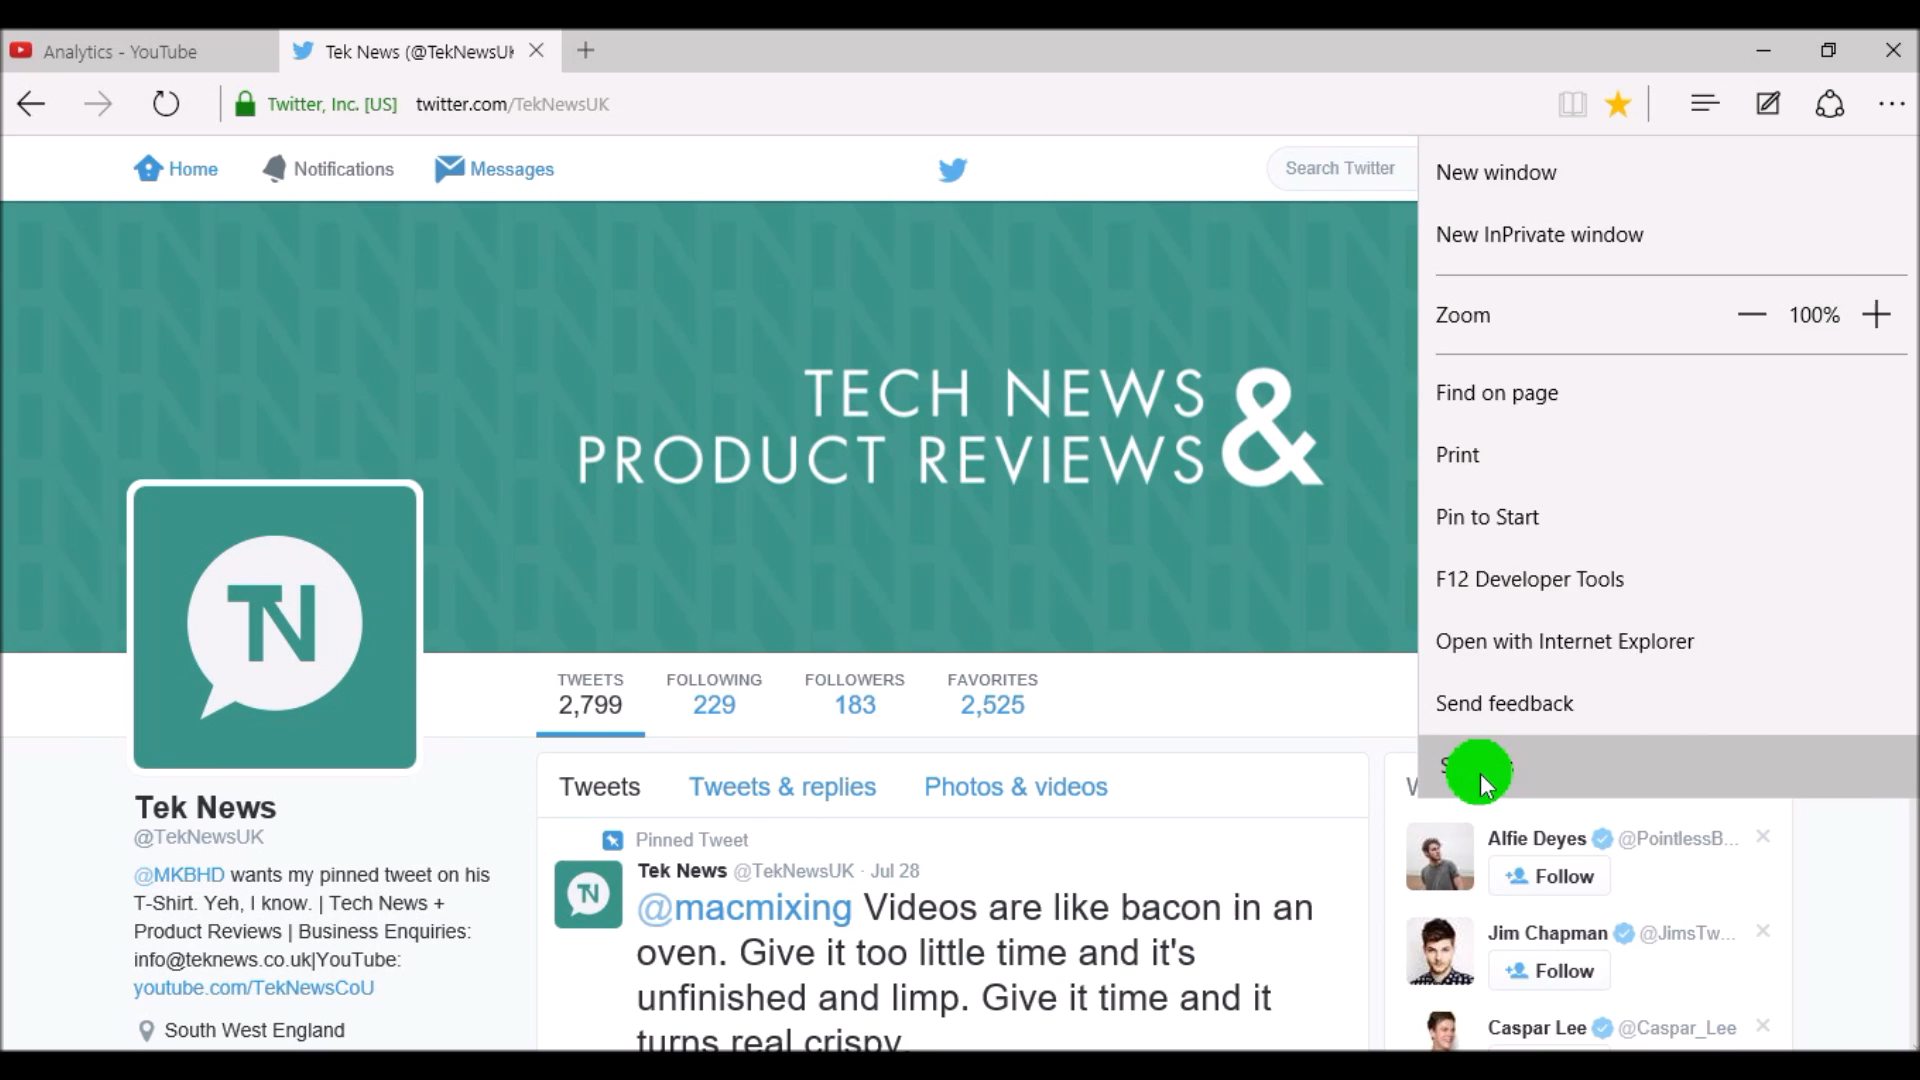 Analytics - YouTube
Tek News (@TekNewsUK
Twitter, Inc. [US] twitter.com/TekNewsUK
Home Notifications Messages
Search Twitter
New window
New InPrivate window
Zoom 100%
Find on page
Print
Pin to Start
F12 Developer Tools
Open with Internet Explorer
Send feedback
TECH NEWS &
PRODUCT REVIEWS
TN
TWEETS FOLLOWING FOLLOWERS FAVORITES
2,799 229 183 2,525
Tek News
@TekNewsUK
@MKBHD wants my pinned tweet on his
T-Shirt. Yeh, I know. | Tech News +
Product Reviews | Business Enquiries:
info@teknews.co.uk|YouTube:
youtube.com/TekNewsCoU
South West England
Tweets Tweets & replies Photos & videos
Pinned Tweet
TN
Tek News @TekNewsUK · Jul 28
@macmixing Videos are like bacon in an
oven. Give it too little time and it's
unfinished and limp. Give it time and it
turns real crispy.
Alfie Deyes @PointlessB...
Follow
Jim Chapman @JimsTw...
Follow
Caspar Lee @Caspar_Lee